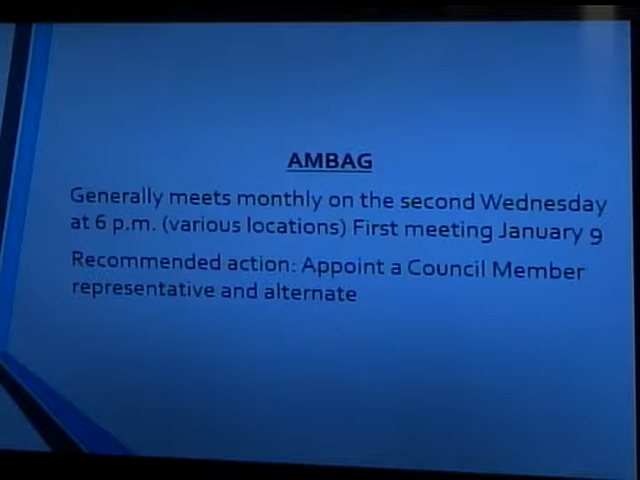 AMBAG
Generally meets monthly on the second Wednesday
at 6 p.m. (various locations) First meeting January 9
Recommended action: Appoint a Council Member
representative and alternate